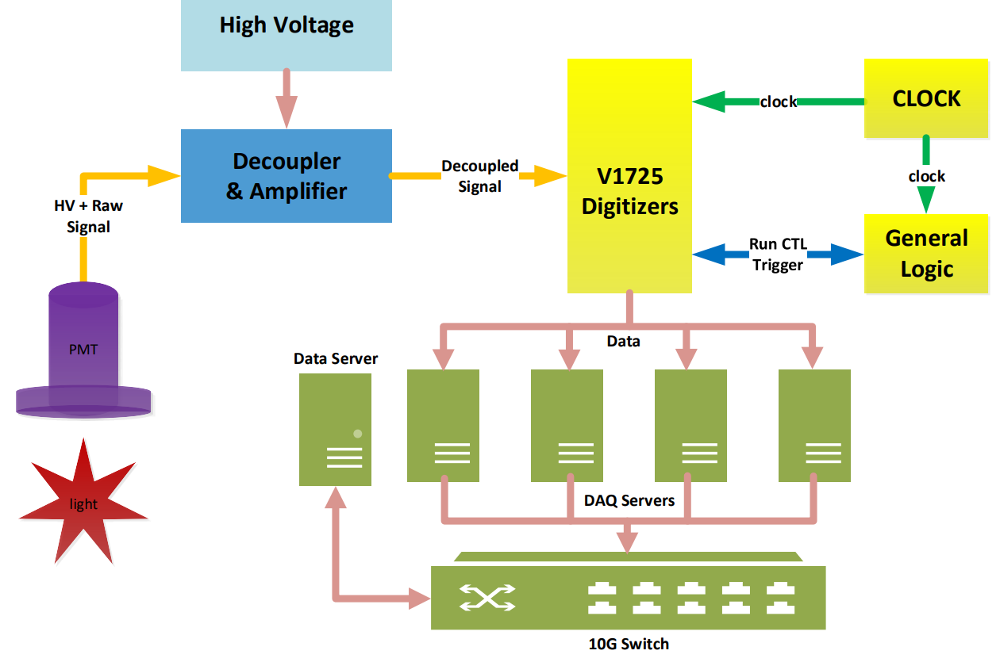 High Voltage
Decoupler
& Amplifier
HV + Raw
Signal
PMT
light
Decoupled
Signal
V1725
Digitizers
clock
CLOCK
clock
Run CTL
Trigger
General
Logic
Data
Data Server
DAQ Servers
10G Switch